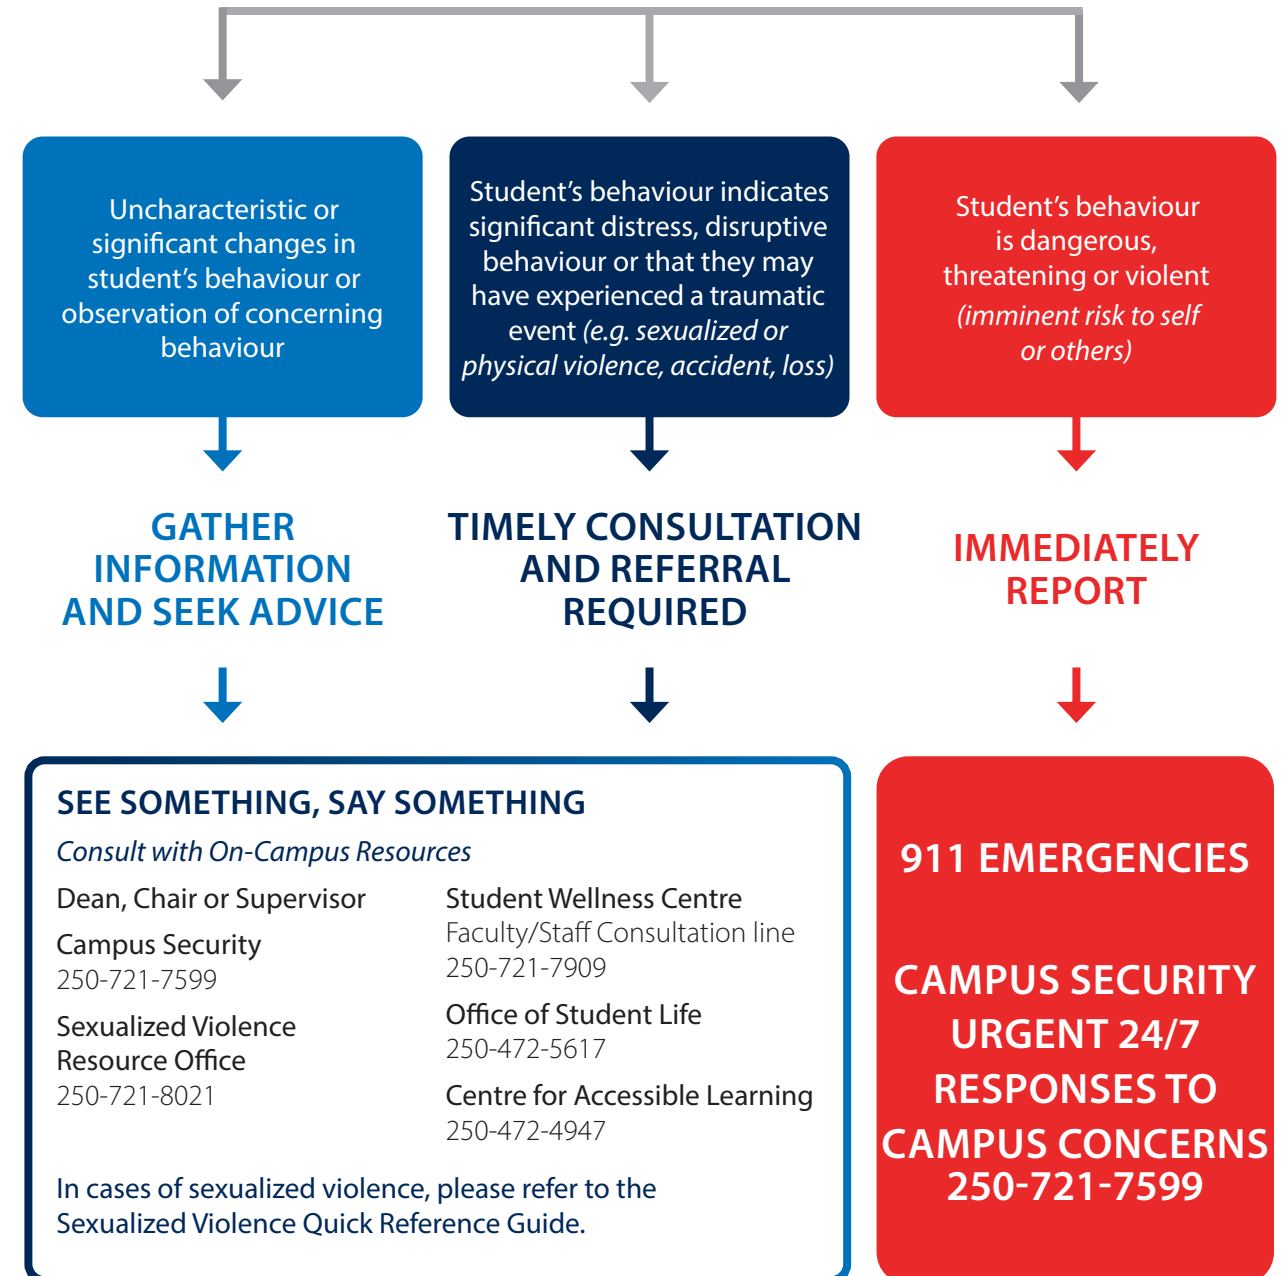 Uncharacteristic or
significant changes in
student’s behaviour or
observation of concerning
behaviour
Student’s behaviour indicates
significant distress, disruptive
behaviour or that they may
have experienced a traumatic
event (e.g. sexualized or
physical violence, accident, loss)
Student’s behaviour
is dangerous,
threatening or violent
(imminent risk to self
or others)
GATHER
INFORMATION
AND SEEK ADVICE
TIMELY CONSULTATION
AND REFERRAL
REQUIRED
IMMEDIATELY
REPORT
SEE SOMETHING, SAY SOMETHING
Consult with On-Campus Resources
Dean, Chair or Supervisor
Campus Security
250-721-7599
Sexualized Violence
Resource Office
250-721-8021
Student Wellness Centre
Faculty/Staff Consultation line
250-721-7909
Office of Student Life
250-472-5617
Centre for Accessible Learning
250-472-4947
In cases of sexualized violence, please refer to the
Sexualized Violence Quick Reference Guide.
911 EMERGENCIES
CAMPUS SECURITY
URGENT 24/7
RESPONSES TO
CAMPUS CONCERNS
250-721-7599